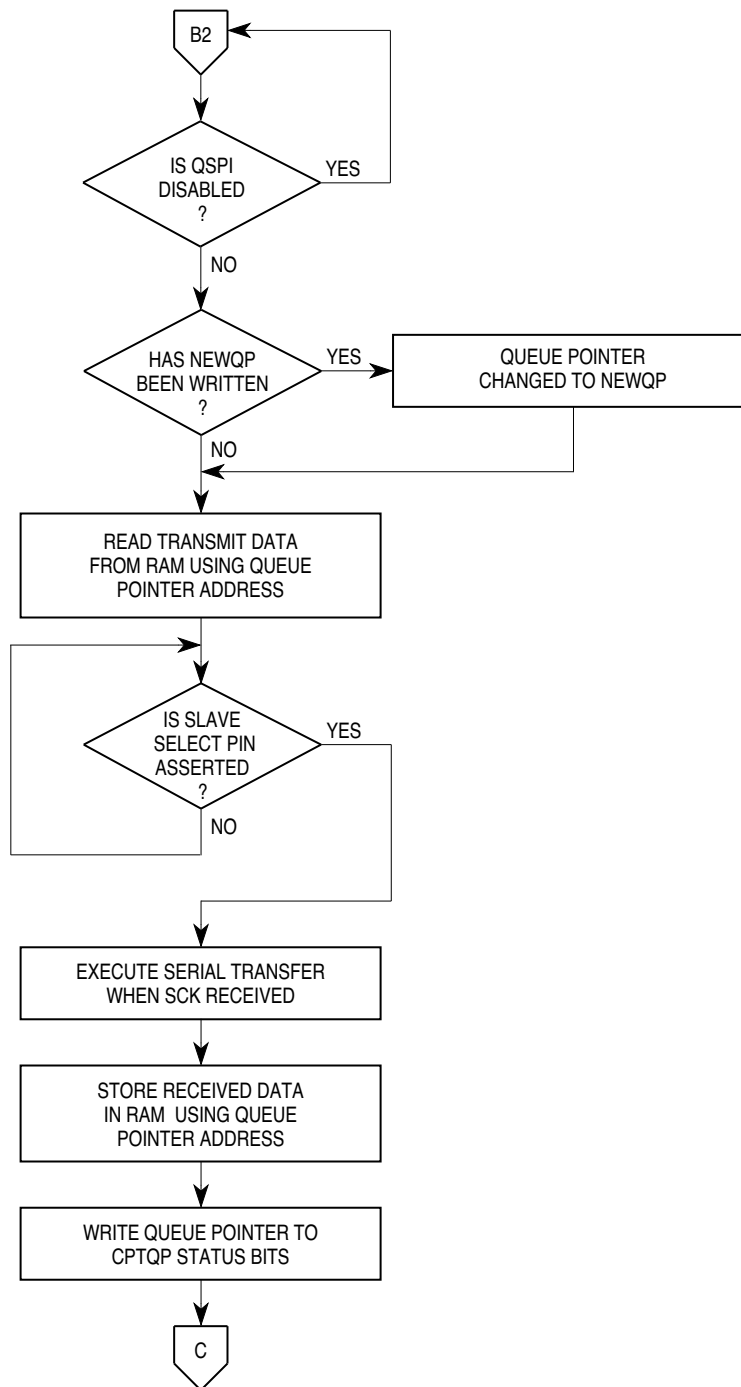 B2
IS QSPI
DISABLED
?
YES
NO
HAS NEWQP
BEEN WRITTEN
?
YES
NO
QUEUE POINTER
CHANGED TO NEWQP
READ TRANSMIT DATA
FROM RAM USING QUEUE
POINTER ADDRESS
IS SLAVE
SELECT PIN
ASSERTED
?
YES
NO
EXECUTE SERIAL TRANSFER
WHEN SCK RECEIVED
STORE RECEIVED DATA
IN RAM  USING QUEUE
POINTER ADDRESS
WRITE QUEUE POINTER TO
CPTQP STATUS BITS
C